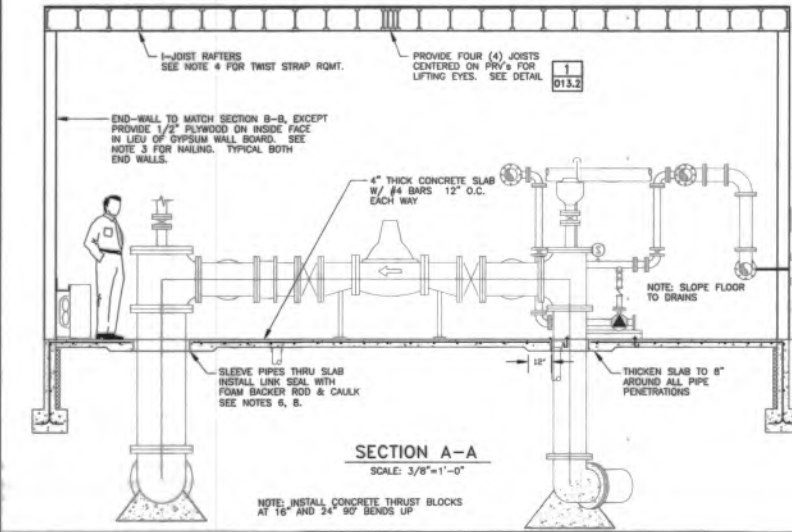 I-JOIST RAFTERS
SEE NOTE 4 FOR TWIST STRAP RQMT.
PROVIDE FOUR (4) JOISTS
CENTERED ON PRV's FOR
LIFTING EYES. SEE DETAIL
1
013.2
END-WALL TO MATCH SECTION B-B, EXCEPT
PROVIDE 1/2" PLYWOOD ON INSIDE FACE
IN LIEU OF GYPSUM WALL BOARD. SEE
NOTE 3 FOR NAILING. TYPICAL BOTH
END WALLS.
4" THICK CONCRETE SLAB
W/ #4 BARS 12" O.C.
EACH WAY
NOTE: SLOPE FLOOR
TO DRAINS
12"
SLEEVE PIPES THRU SLAB
INSTALL LINK SEAL WITH
FOAM BACKER ROD & CAULK
SEE NOTES 6, 8.
THICKEN SLAB TO 8"
AROUND ALL PIPE
PENETRATIONS
SECTION A-A
SCALE: 3/8"=1'-0"
NOTE: INSTALL CONCRETE THRUST BLOCKS
AT 16" AND 24" 90° BENDS UP